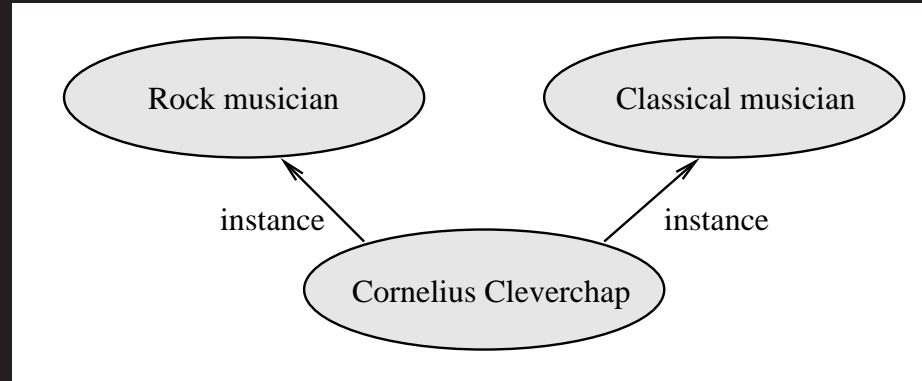 Rock musician
Classical musician
instance
instance
Cornelius Cleverchap